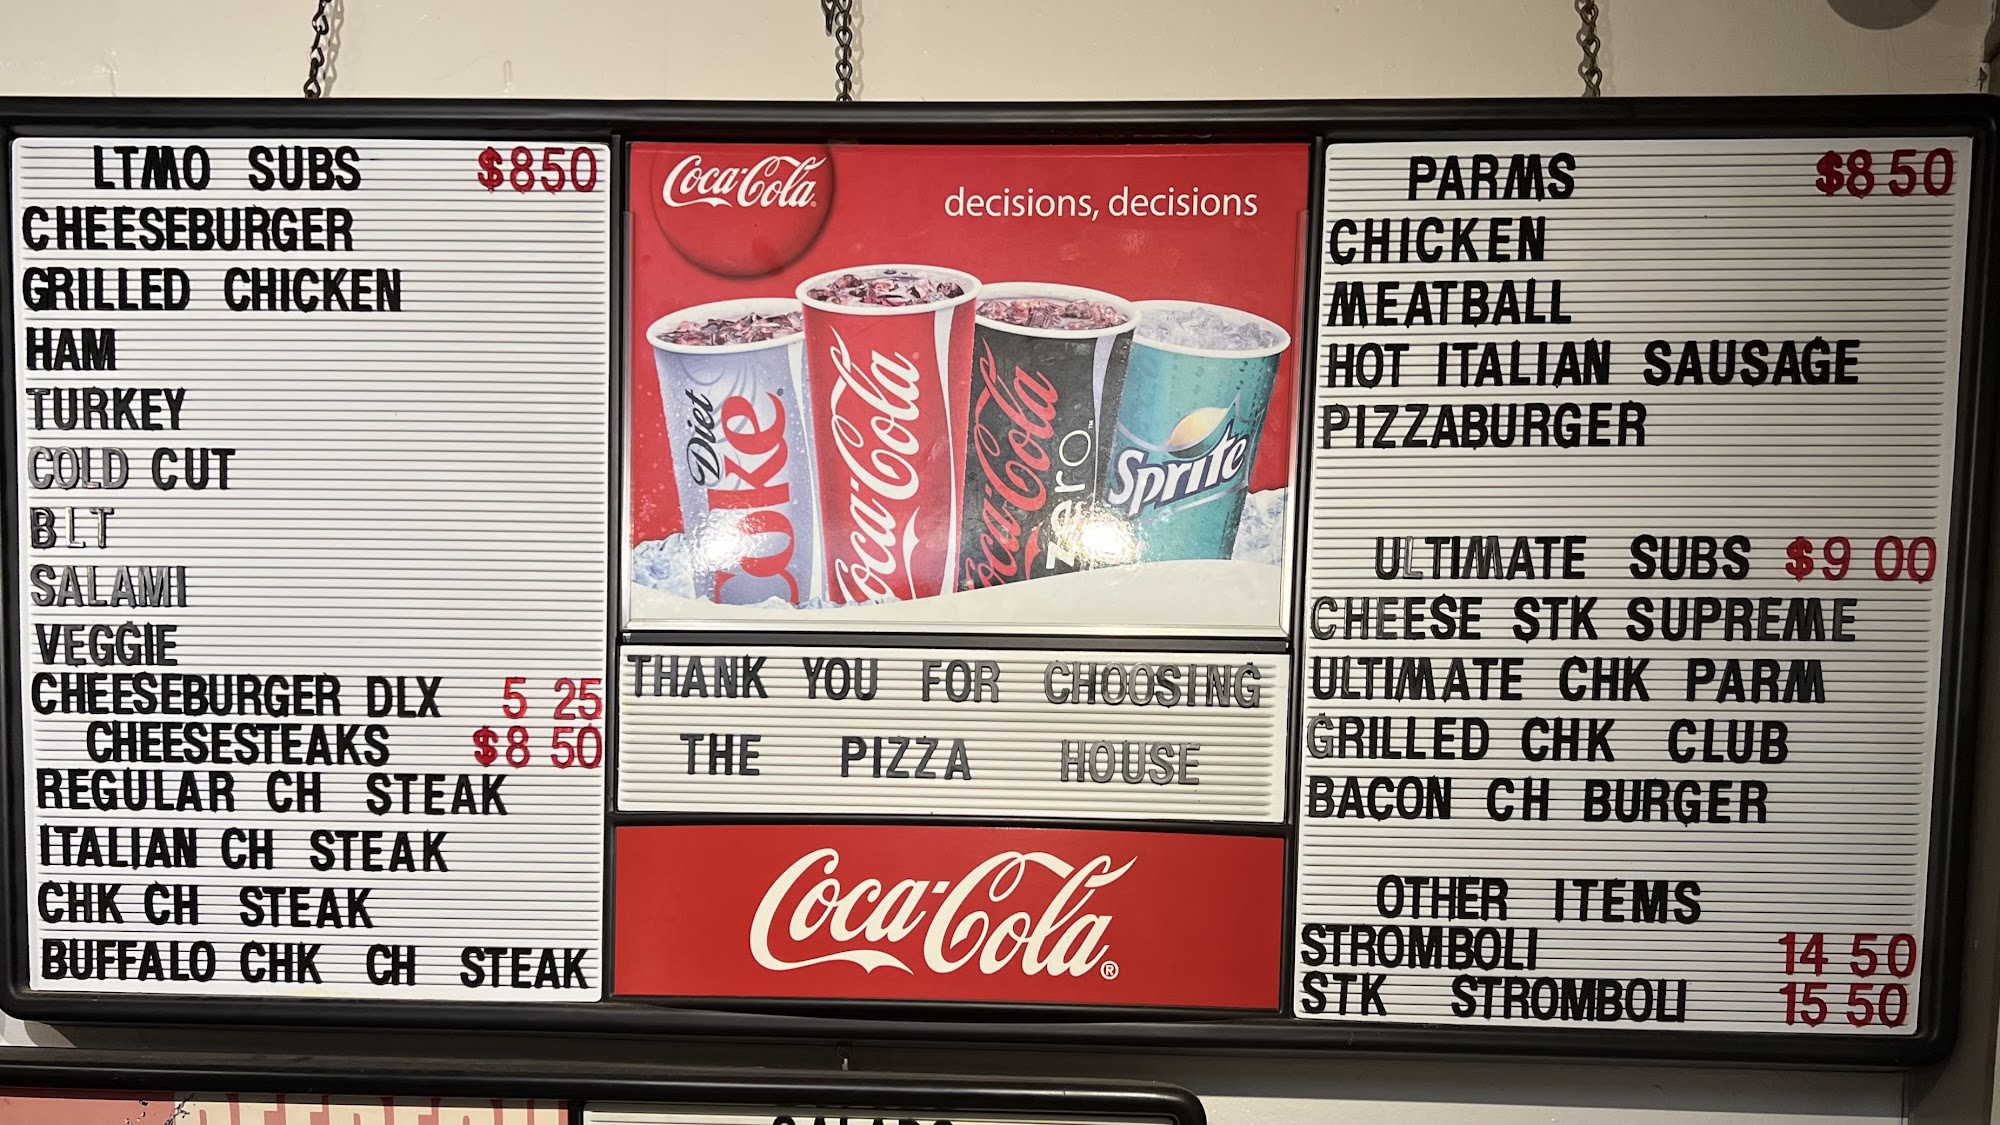 LTMO SUBS $850
CHEESEBURGER
GRILLED CHICKEN
HAM
TURKEY
COLD CUT
BLT
SALAMI
VEGGIE
CHEESEBURGER DLX 5 25
CHEESESTEAKS $8 50
REGULAR CH STEAK
ITALIAN CH STEAK
CHK CH STEAK
BUFFALO CHK CH STEAK
Coca-Cola
decisions, decisions
Diet Coke
Coca-Cola
Coca-Cola zero
Sprite
THANK YOU FOR CHOOSING
THE PIZZA HOUSE
Coca-Cola®
PARMS $8 50
CHICKEN
MEATBALL
HOT ITALIAN SAUSAGE
PIZZABURGER
ULTIMATE SUBS $9 00
CHEESE STK SUPREME
ULTIMATE CHK PARM
GRILLED CHK CLUB
BACON CH BURGER
OTHER ITEMS
STROMBOLI 14 50
STK STROMBOLI 15 50